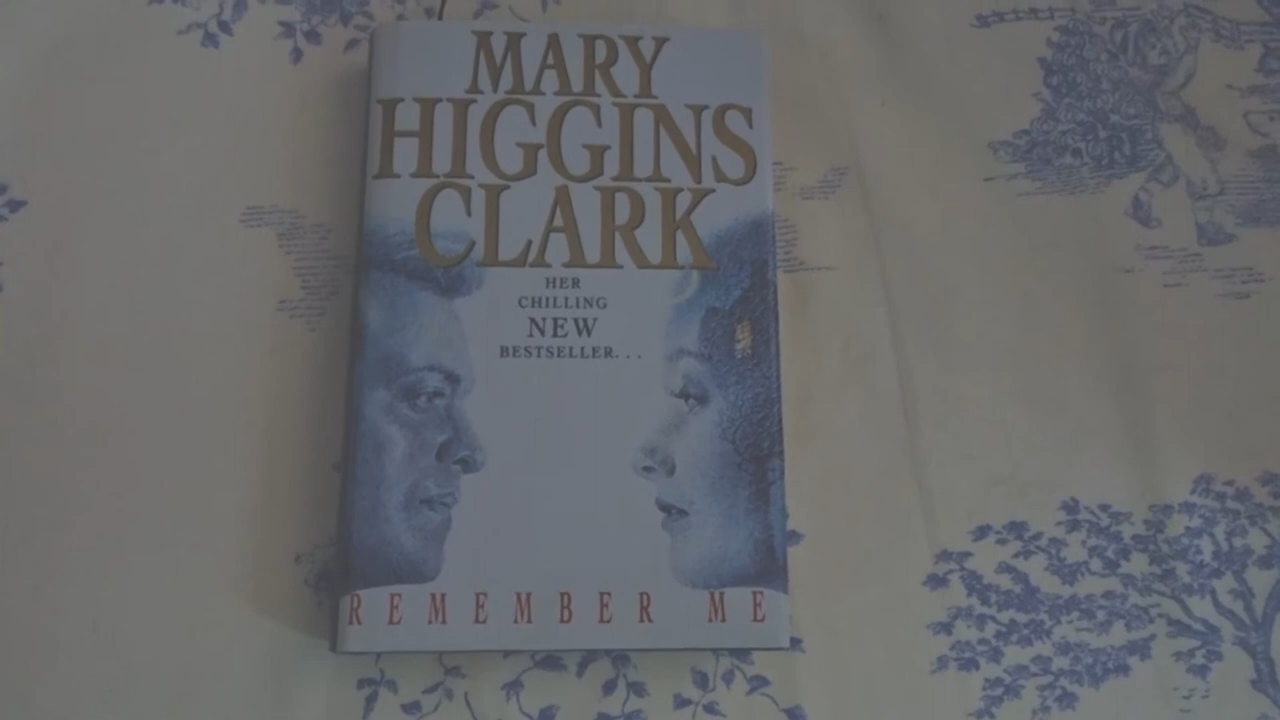 MARY
HIGGINS
CLARK
HER
CHILLING
NEW
BESTSELLER...
REMEMBER ME